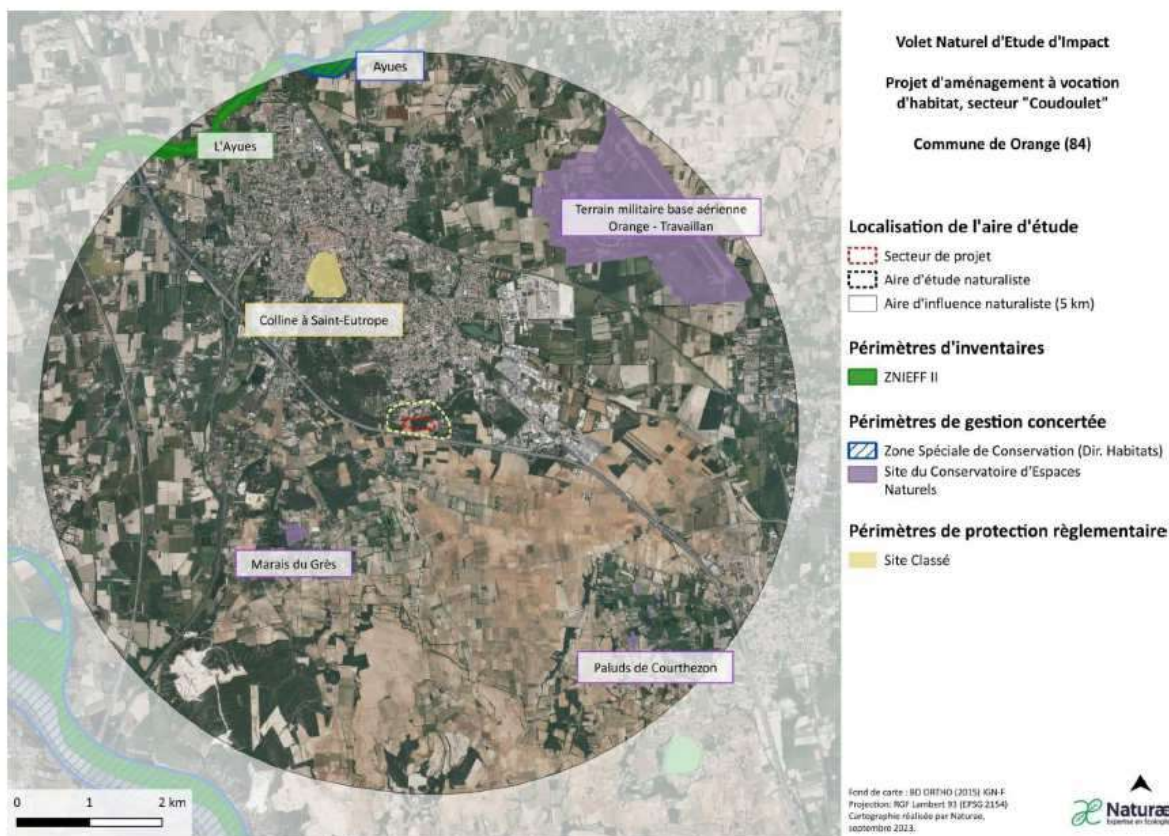 Ayues
L'Ayues
Terrain militaire base aérienne
Orange - Travaillan
Colline à Saint-Eutrope
Marais du Grès
Paluds de Courthezon
0 1 2 km
Volet Naturel d'Etude d'Impact
Projet d'aménagement à vocation
d'habitat, secteur "Coudoulet"
Commune de Orange (84)
Localisation de l'aire d'étude
Secteur de projet
Aire d'étude naturaliste
Aire d'influence naturaliste (5 km)
Périmètres d'inventaires
ZNIEFF II
Périmètres de gestion concertée
Zone Spéciale de Conservation (Dir. Habitats)
Site du Conservatoire d'Espaces
Naturels
Périmètres de protection règlementaire
Site Classé
Fond de carte : BD ORTHO (2015) IGN-F
Projection: RGF Lambert 93 (EPSG 2154)
Cartographie réalisée par Naturae,
septembre 2023.
Naturae
Expertise en Écologie